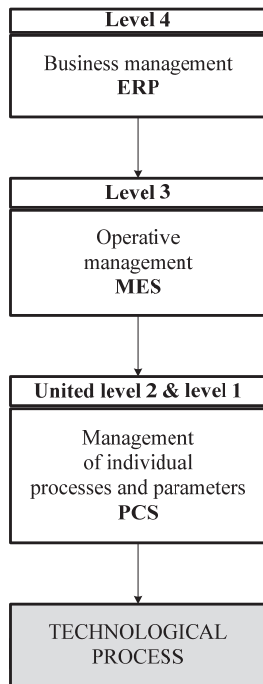 Level 4
Business management
ERP
Level 3
Operative
management
MES
United level 2 & level 1
Management
of individual
processes and parameters
PCS
TECHNOLOGICAL
PROCESS